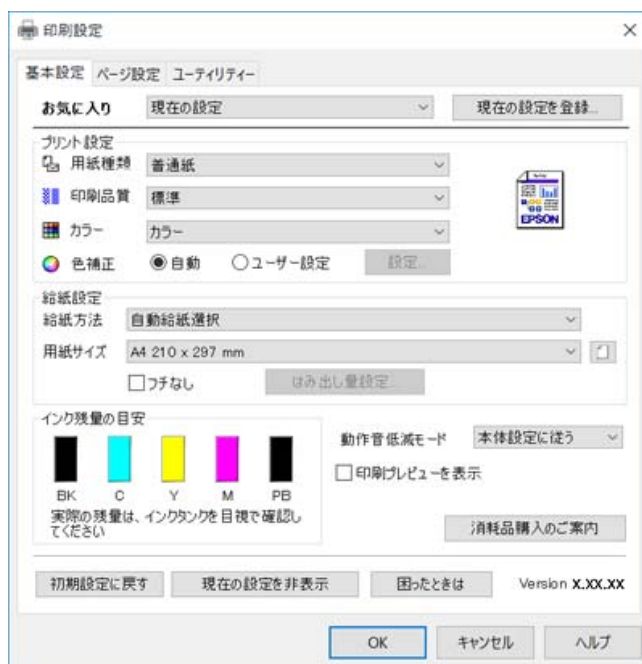 印刷設定
基本設定 ページ設定 ユーティリティー
お気に入り 現在の設定 現在の設定を登録...
プリント設定
用紙種類 普通紙
印刷品質 標準
カラー カラー
色補正 自動 ユーザー設定 設定...
EPSON
給紙設定
給紙方法 自動給紙選択
用紙サイズ A4 210 x 297 mm
フチなし はみ出し量設定...
インク残量の目安
BK C Y M PB
実際の残量は、インクタンクを目視で確認し
てください
動作音低減モード 本体設定に従う
印刷プレビューを表示
消耗品購入のご案内
初期設定に戻す 現在の設定を非表示 困ったときは Version X.XX.XX
OK キャンセル ヘルプ